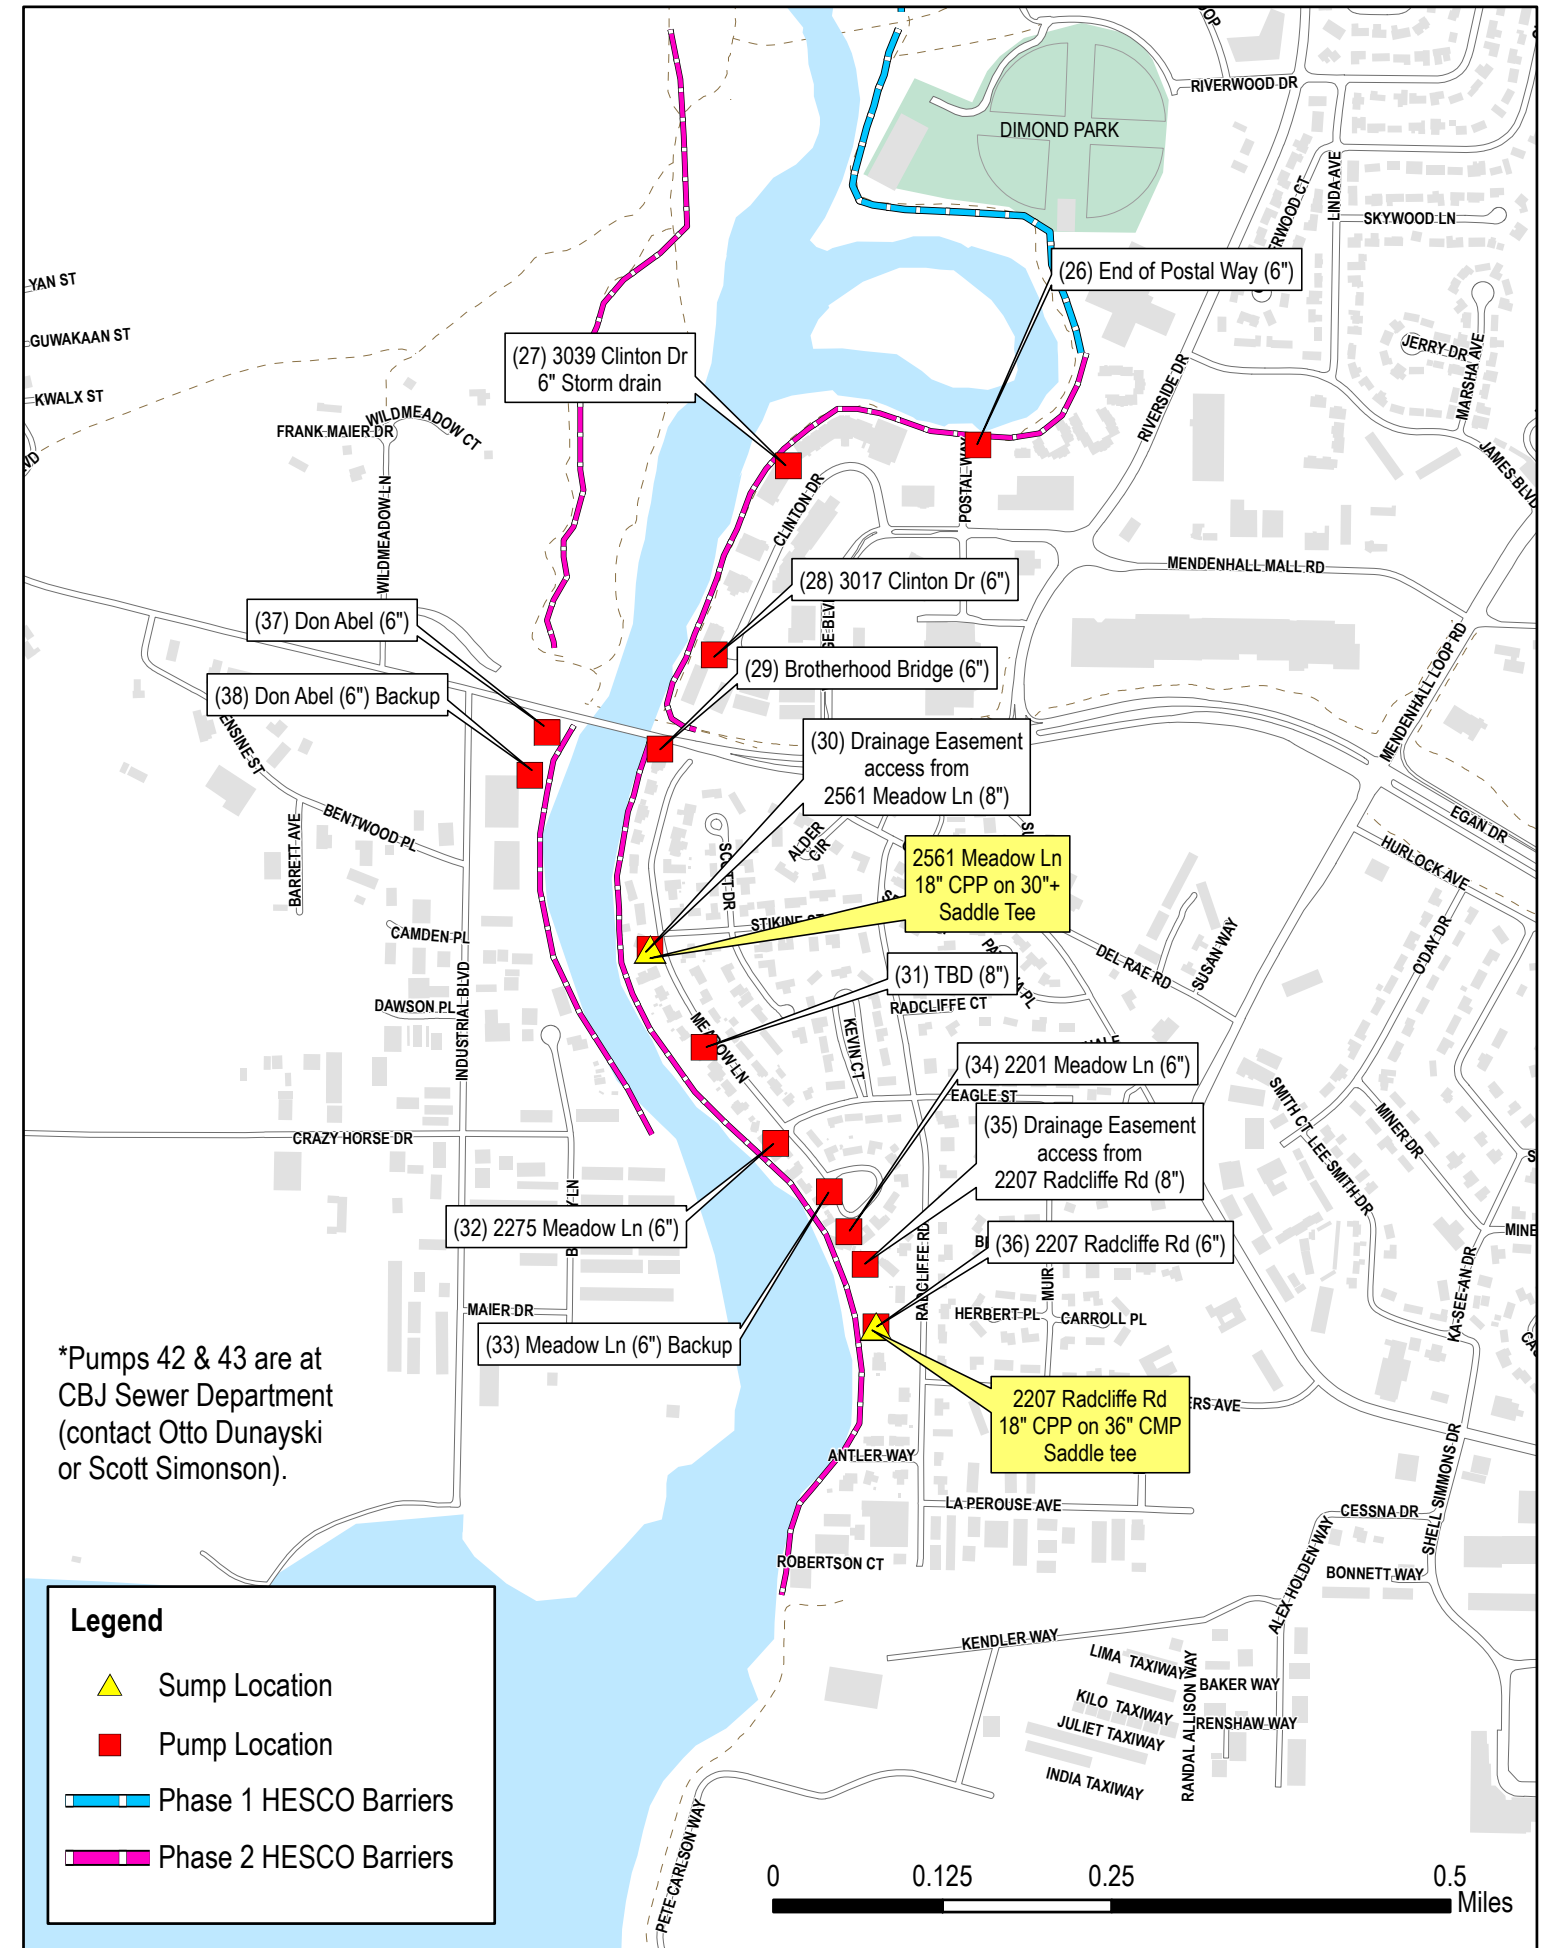 RIVERWOOD DR
DIMOND PARK
LINDA AVE
SKYWOOD LN
(26) End of Postal Way (6")
YAN ST
GUWAKAAN ST
KWALX ST
(27) 3039 Clinton Dr
6" Storm drain
JERRY DR
MARSHA AVE
RIVERSIDE DR
JAMES BLVD
WILDMEADOW CT
FRANK MAIER DR
WILDMEADOW LN
CLINTON DR
POSTAL WAY
MENDENHALL MALL RD
(28) 3017 Clinton Dr (6")
(37) Don Abel (6")
(29) Brotherhood Bridge (6")
(38) Don Abel (6") Backup
MENDENHALL LOOP RD
(30) Drainage Easement
access from
2561 Meadow Ln (8")
BENTWOOD PL
BARRETT AVE
SCOTT DR
ALDER
CIR
EGAN DR
HURLOCK AVE
2561 Meadow Ln
18" CPP on 30"+
Saddle Tee
STIKINE ST
CAMDEN PL
DEL RAE RD
SUSAN WAY
O'DAY DR
(31) TBD (8")
RADCLIFFE CT
DAWSON PL
INDUSTRIAL BLVD
MEADOW LN
KEVIN CT
(34) 2201 Meadow Ln (6")
EAGLE ST
SMITH CT
LEE SMITH DR
MINER DR
(35) Drainage Easement
access from
2207 Radcliffe Rd (8")
CRAZY HORSE DR
(32) 2275 Meadow Ln (6")
(36) 2207 Radcliffe Rd (6")
RADCLIFFE RD
MUIR
KA-SEE-AN DR
MAIER DR
HERBERT PL
CARROLL PL
(33) Meadow Ln (6") Backup
*Pumps 42 & 43 are at
CBJ Sewer Department
(contact Otto Dunayski
or Scott Simonson).
2207 Radcliffe Rd
18" CPP on 36" CMP
Saddle tee
ANTLER WAY
LA PEROUSE AVE
SHELL SIMMONS DR
CESSNA DR
ROBERTSON CT
BONNETT WAY
ALEX HOLDEN WAY
KENDLER WAY
LIMA TAXIWAY
BAKER WAY
KILO TAXIWAY
RENSHAW WAY
JULIET TAXIWAY
RANDAL ALLISON WAY
INDIA TAXIWAY
PETE CARLSON WAY
Legend
Sump Location
Pump Location
Phase 1 HESCO Barriers
Phase 2 HESCO Barriers
0 0.125 0.25 0.5
Miles